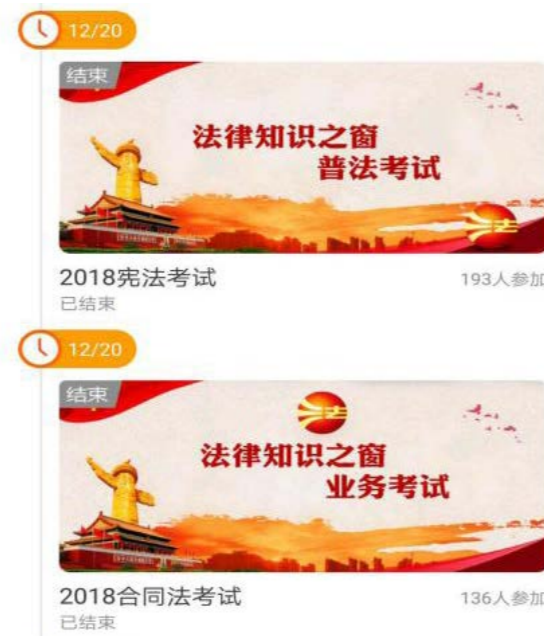 12/20
结束
法律知识之窗
普法考试
2018宪法考试
193人参加
已结束
12/20
结束
法律知识之窗
业务考试
2018合同法考试
136人参加
已结束